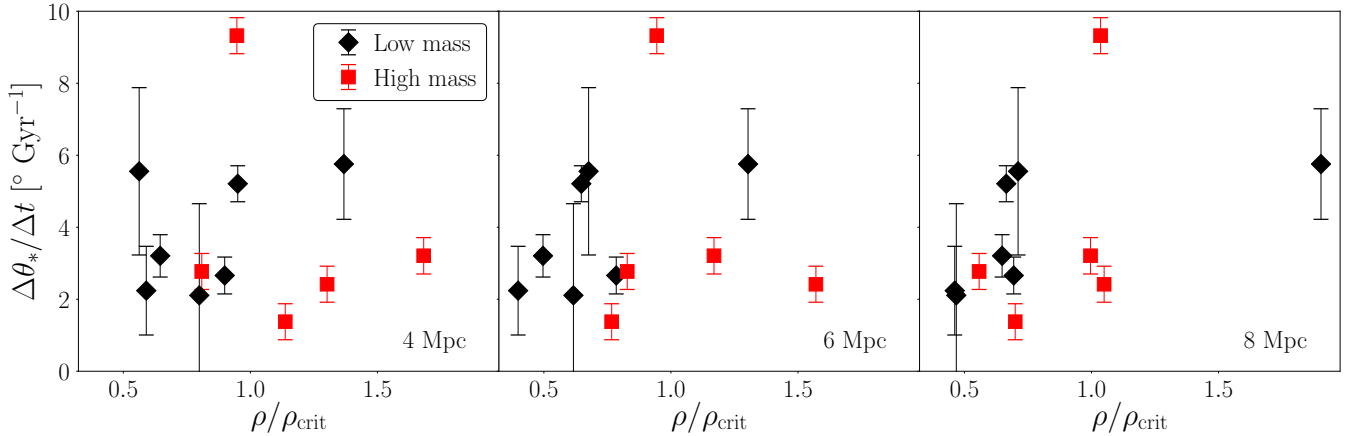 10
8
6
4
2
0
Δθ*/Δt [° Gyr⁻¹]
Low mass
High mass
4 Mpc
6 Mpc
8 Mpc
0.5 1.0 1.5
0.5 1.0 1.5
0.5 1.0 1.5
ρ/ρcrit
ρ/ρcrit
ρ/ρcrit